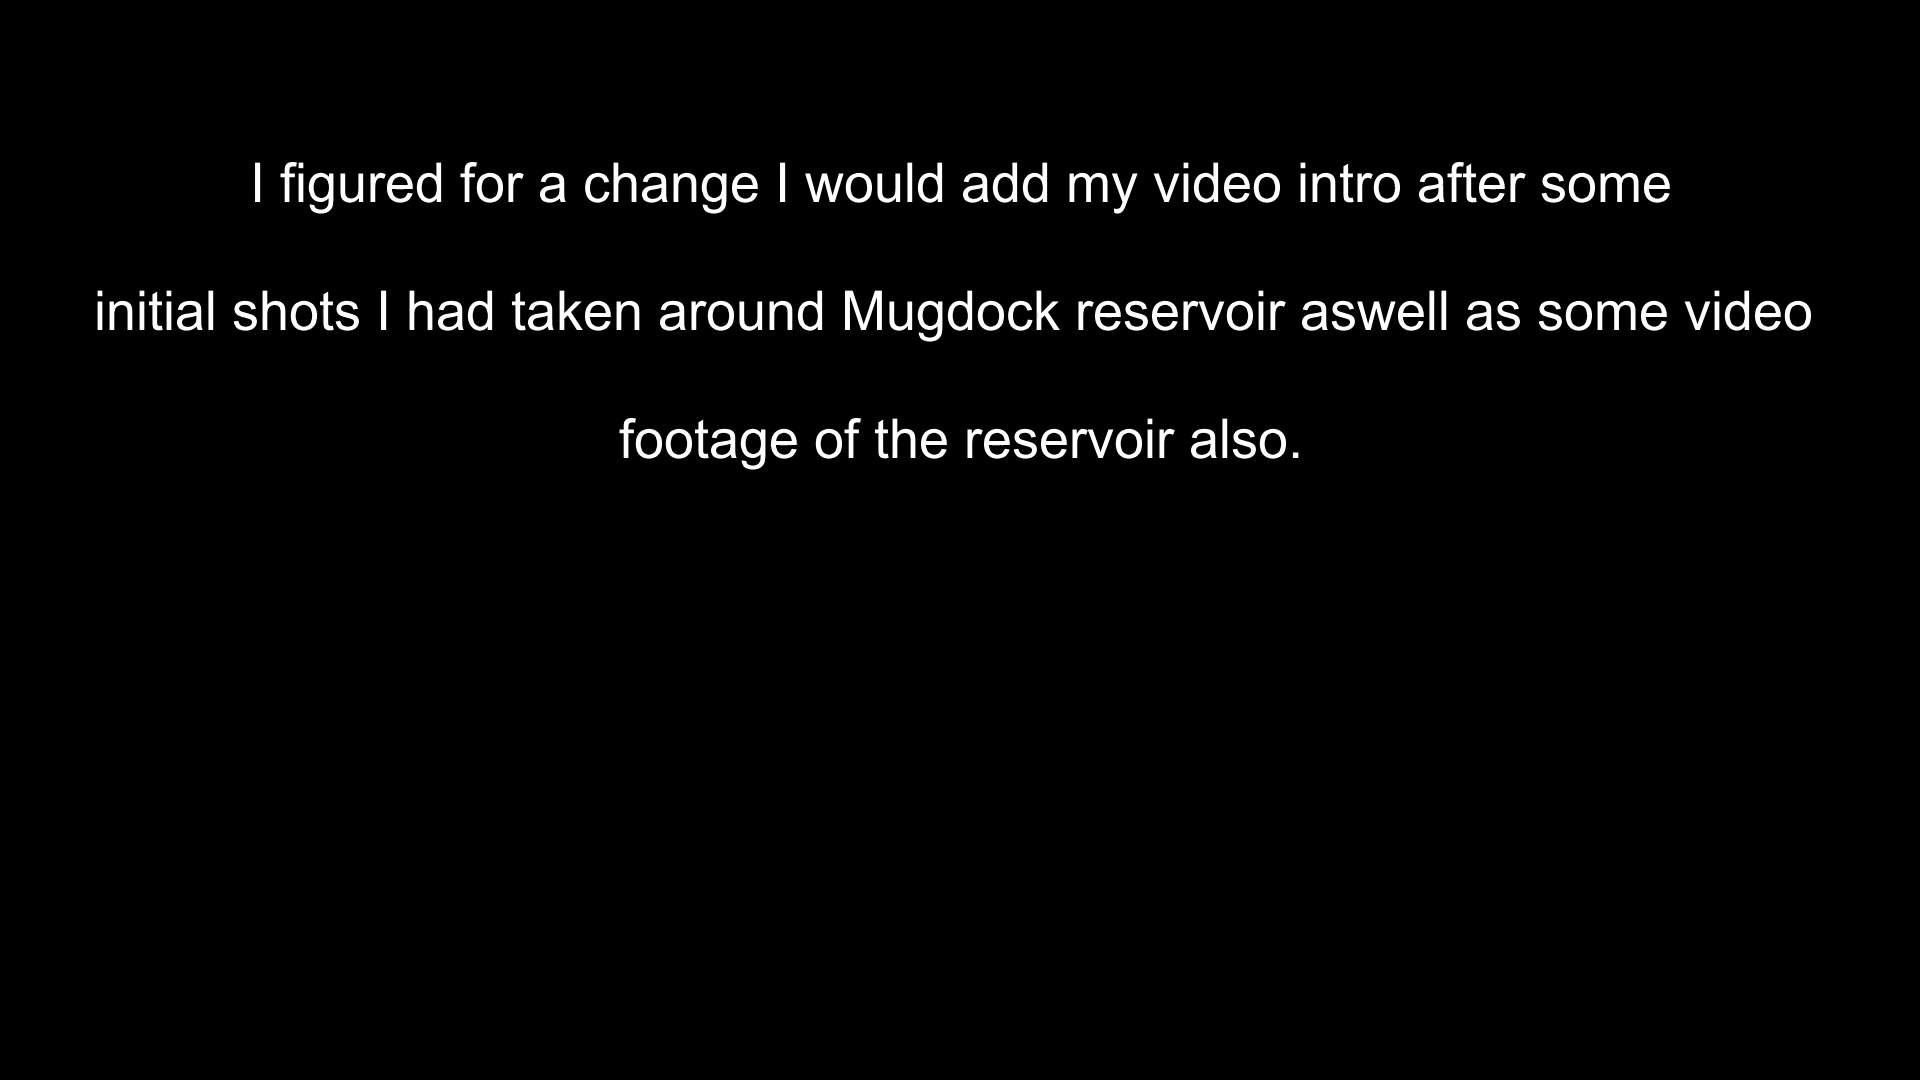 I figured for a change I would add my video intro after some
initial shots I had taken around Mugdock reservoir aswell as some video
footage of the reservoir also.